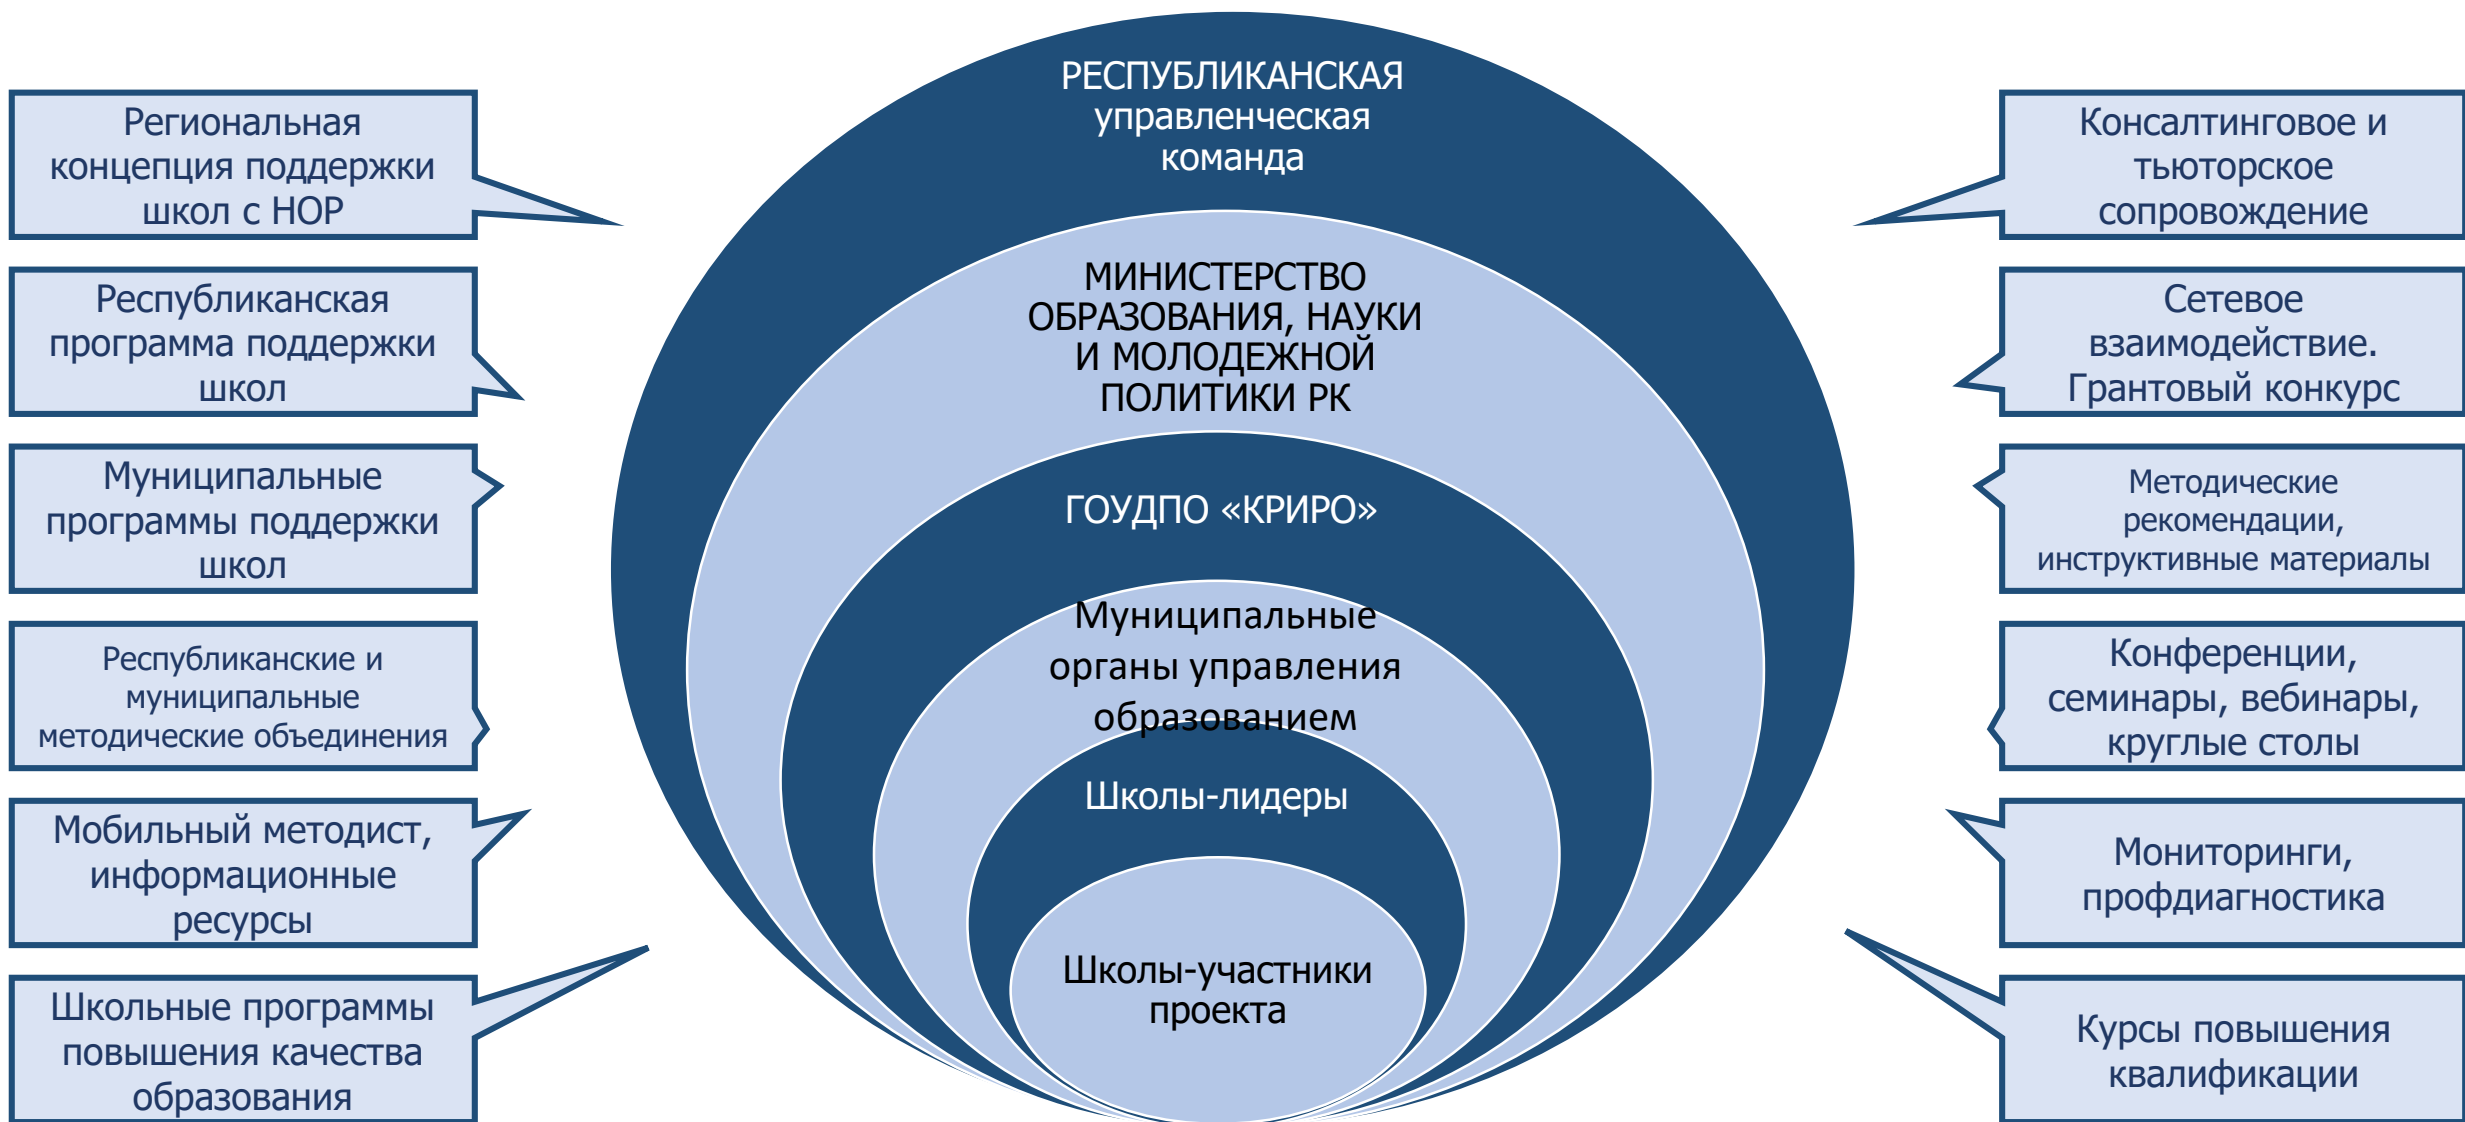 Региональная
концепция поддержки
школ с НОР
Республиканская
программа поддержки
школ
Муниципальные
программы поддержки
школ
Республиканские и
муниципальные
методические объединения
Мобильный методист,
информационные
ресурсы
Школьные программы
повышения качества
образования
РЕСПУБЛИКАНСКАЯ
управленческая
команда
МИНИСТЕРСТВО
ОБРАЗОВАНИЯ, НАУКИ
И МОЛОДЕЖНОЙ
ПОЛИТИКИ РК
ГОУДПО «КРИРО»
Муниципальные
органы управления
образованием
Школы-лидеры
Школы-участники
проекта
Консалтинговое и
тьюторское
сопровождение
Сетевое
взаимодействие.
Грантовый конкурс
Методические
рекомендации,
инструктивные материалы
Конференции,
семинары, вебинары,
круглые столы
Мониторинги,
профдиагностика
Курсы повышения
квалификации